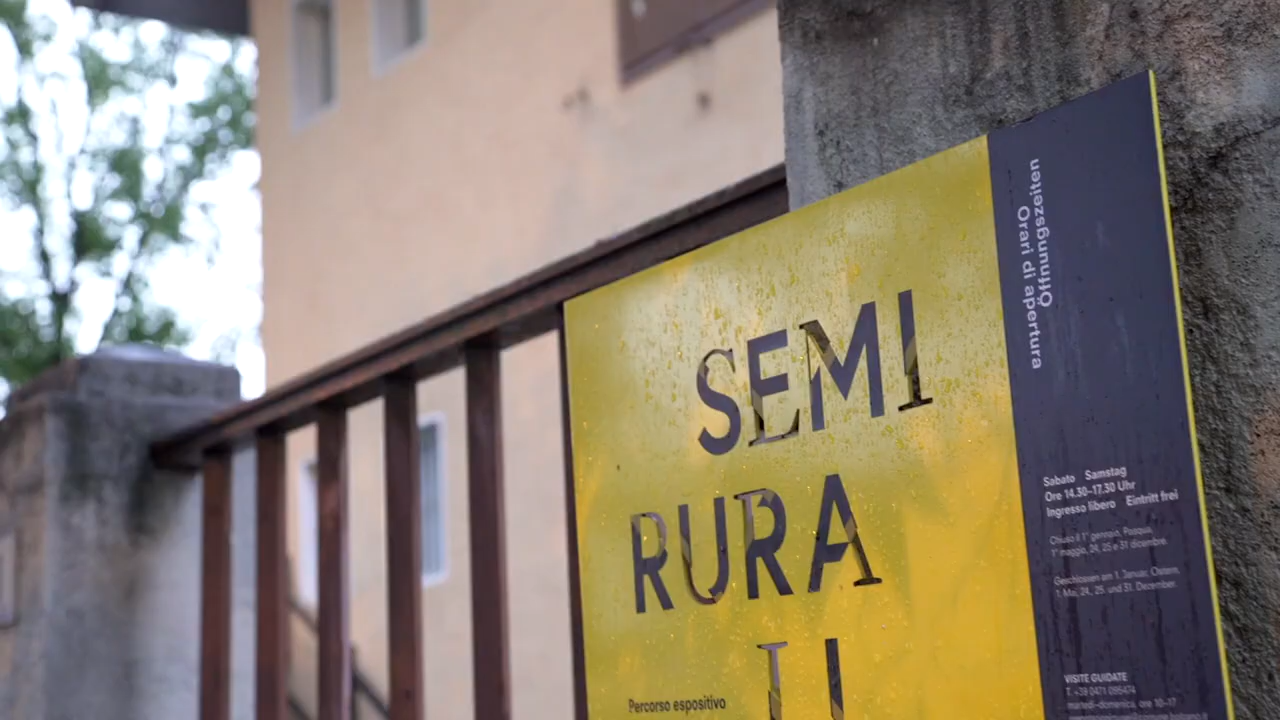 SEMI
RURA
LI
Percorso espositivo
Öffnungszeiten
Orari di apertura
Sabato Samstag
Ore 14.30–17.30 Uhr
Ingresso libero Eintritt frei
Chiuso il 1° gennaio, Pasqua,
1° maggio, 24, 25 e 31 dicembre.
Geschlossen am 1. Januar, Ostern,
1. Mai, 24., 25. und 31. Dezember.
VISITE GUIDATE
T. +39 0471 095474
martedì–domenica, ore 10–17